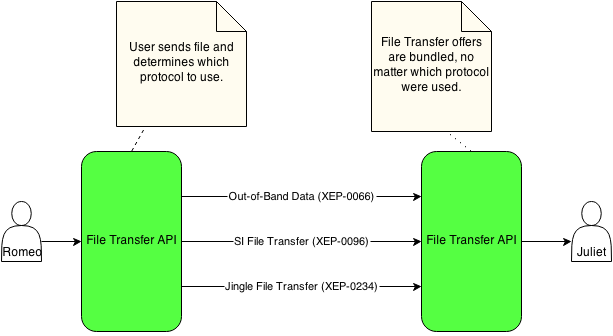 User sends file and
determines which
protocol to use.
File Transfer offers
are bundled, no
matter which protocol
were used.
Out-of-Band Data (XEP-0066)
Romeo
File Transfer API
SI File Transfer (XEP-0096)
File Transfer API
Juliet
Jingle File Transfer (XEP-0234)